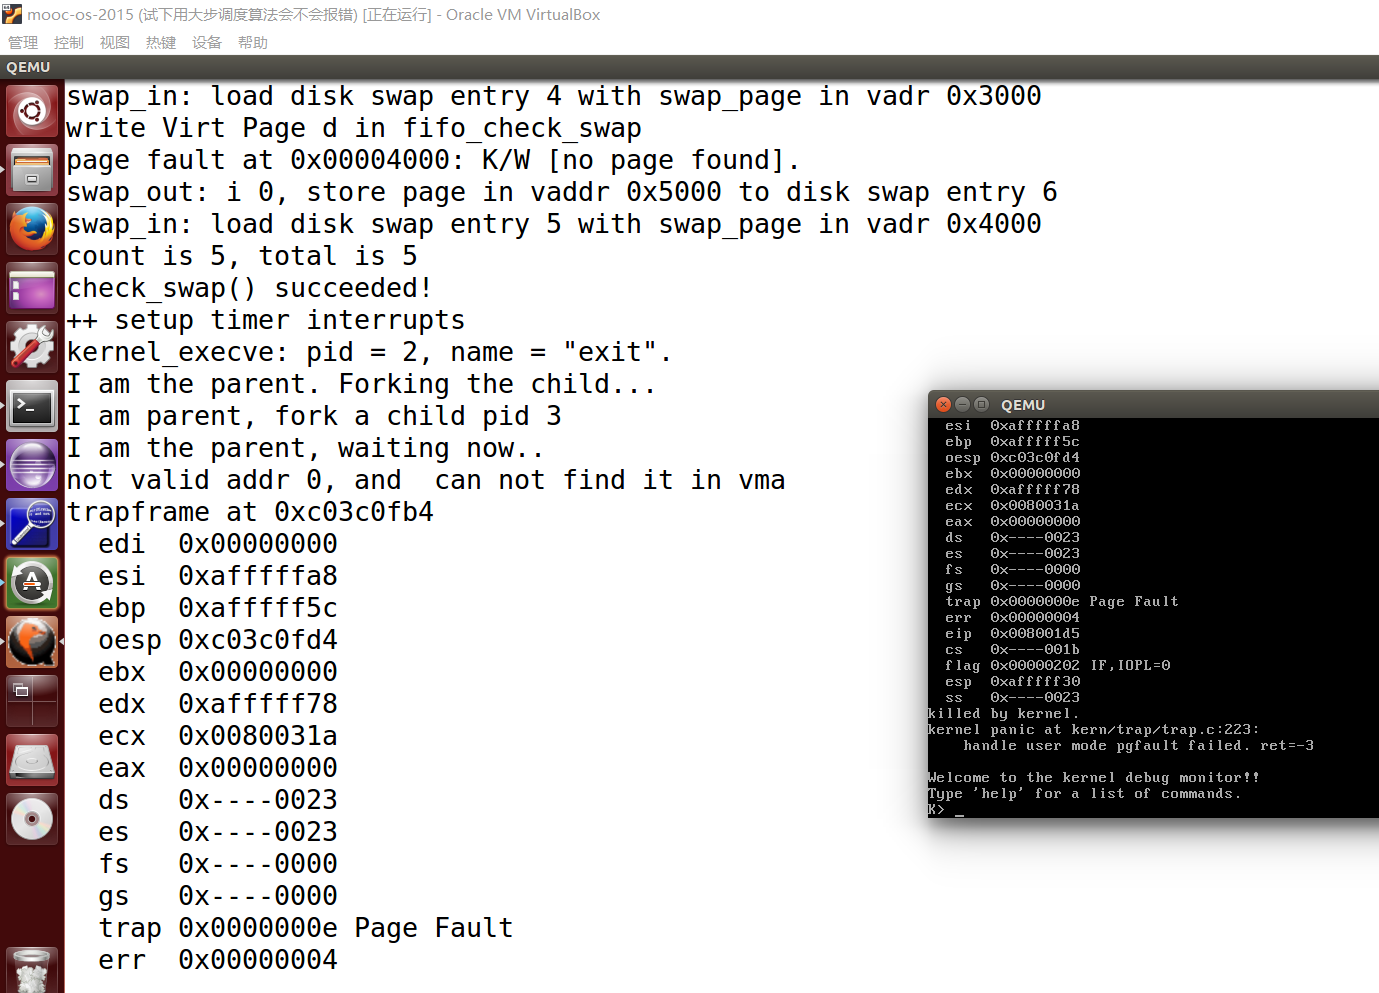 mooc-os-2015 (试下用大步调度算法会不会报错) [正在运行] - Oracle VM VirtualBox
管理 控制 视图 热键 设备 帮助
QEMU
swap_in: load disk swap entry 4 with swap_page in vadr 0x3000
write Virt Page d in fifo_check_swap
page fault at 0x00004000: K/W [no page found].
swap_out: i 0, store page in vaddr 0x5000 to disk swap entry 6
swap_in: load disk swap entry 5 with swap_page in vadr 0x4000
count is 5, total is 5
check_swap() succeeded!
++ setup timer interrupts
kernel_execve: pid = 2, name = "exit".
I am the parent. Forking the child...
I am parent, fork a child pid 3
I am the parent, waiting now..
not valid addr 0, and  can not find it in vma
trapframe at 0xc03c0fb4
edi  0x00000000
esi  0xafffffa8
ebp  0xafffff5c
oesp 0xc03c0fd4
ebx  0x00000000
edx  0xafffff78
ecx  0x0080031a
eax  0x00000000
ds   0x----0023
es   0x----0023
fs   0x----0000
gs   0x----0000
trap 0x0000000e Page Fault
err  0x00000004
QEMU
esi  0xafffffa8
ebp  0xafffff5c
oesp 0xc03c0fd4
ebx  0x00000000
edx  0xafffff78
ecx  0x0080031a
eax  0x00000000
ds   0x----0023
es   0x----0023
fs   0x----0000
gs   0x----0000
trap 0x0000000e Page Fault
err  0x00000004
eip  0x008001d5
cs   0x----001b
flag 0x00000202 IF,IOPL=0
esp  0xafffff30
ss   0x----0023
killed by kernel.
kernel panic at kern/trap/trap.c:223:
handle user mode pgfault failed. ret=-3
Welcome to the kernel debug monitor!!
Type 'help' for a list of commands.
K> _